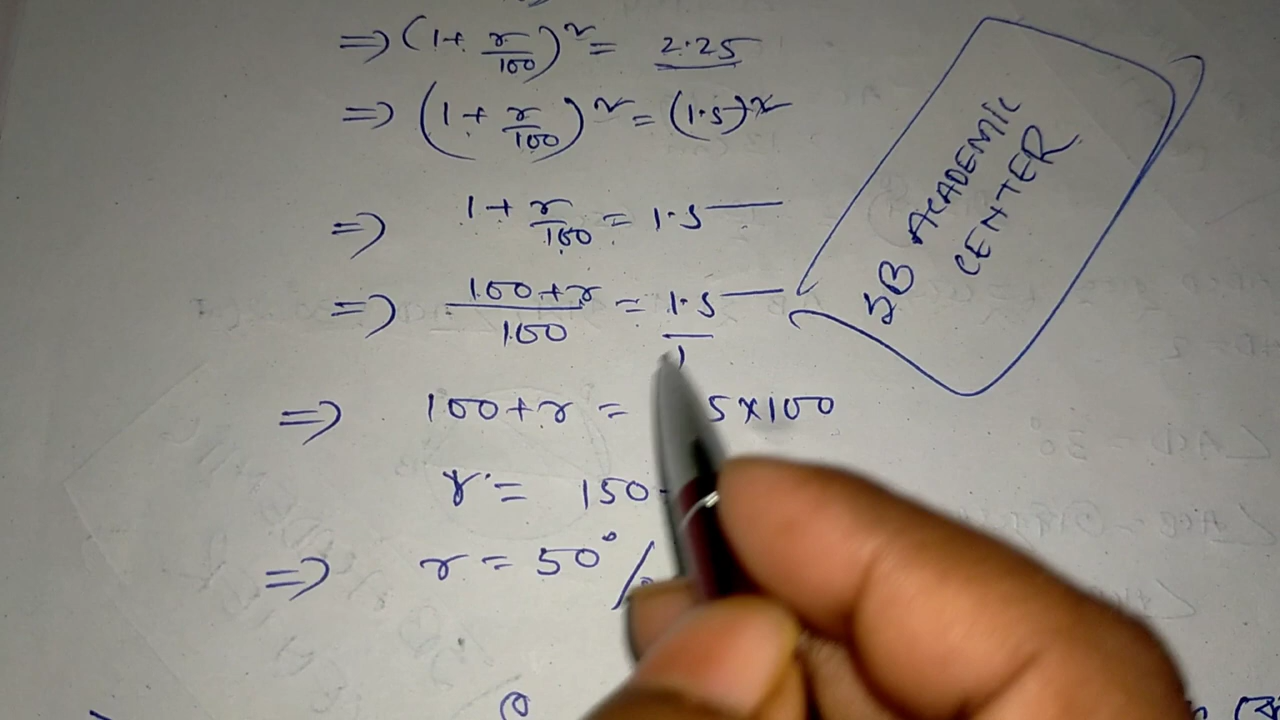 ⇒ (1 + r/100)² = 2.25
⇒ (1 + r/100)² = (1.5)²
⇒ 1 + r/100 = 1.5
⇒ (100 + r)/100 = 1.5/1
⇒ 100 + r = 5×100
r = 150
⇒ r = 50%
SB ACADEMIC
CENTER